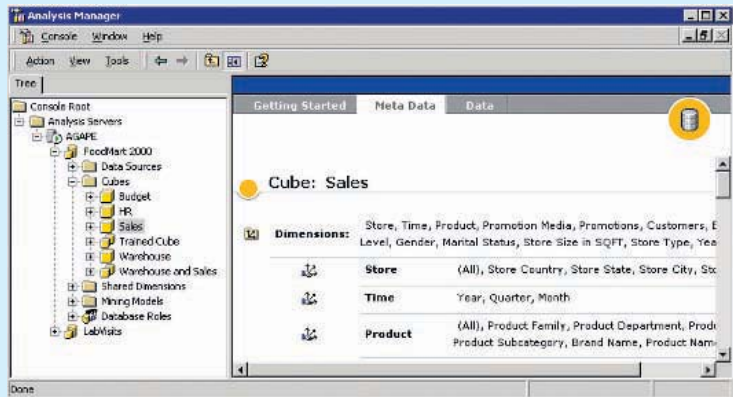 Analysis Manager
Console Window Help
Action View Tools
Tree
Console Root
Analysis Servers
AGAPE
FoodMart 2000
Data Sources
Cubes
Budget
HR
Sales
Trained Cube
Warehouse
Warehouse and Sales
Shared Dimensions
Mining Models
Database Roles
LabVisits
Getting Started Meta Data Data
Cube: Sales
Dimensions: Store, Time, Product, Promotion Media, Promotions, Customers,
Level, Gender, Marital Status, Store Size in SQFT, Store Type,
Store (All), Store Country, Store State, Store City,
Time Year, Quarter, Month
Product (All), Product Family, Product Department,
Product Subcategory, Brand Name, Product
Done